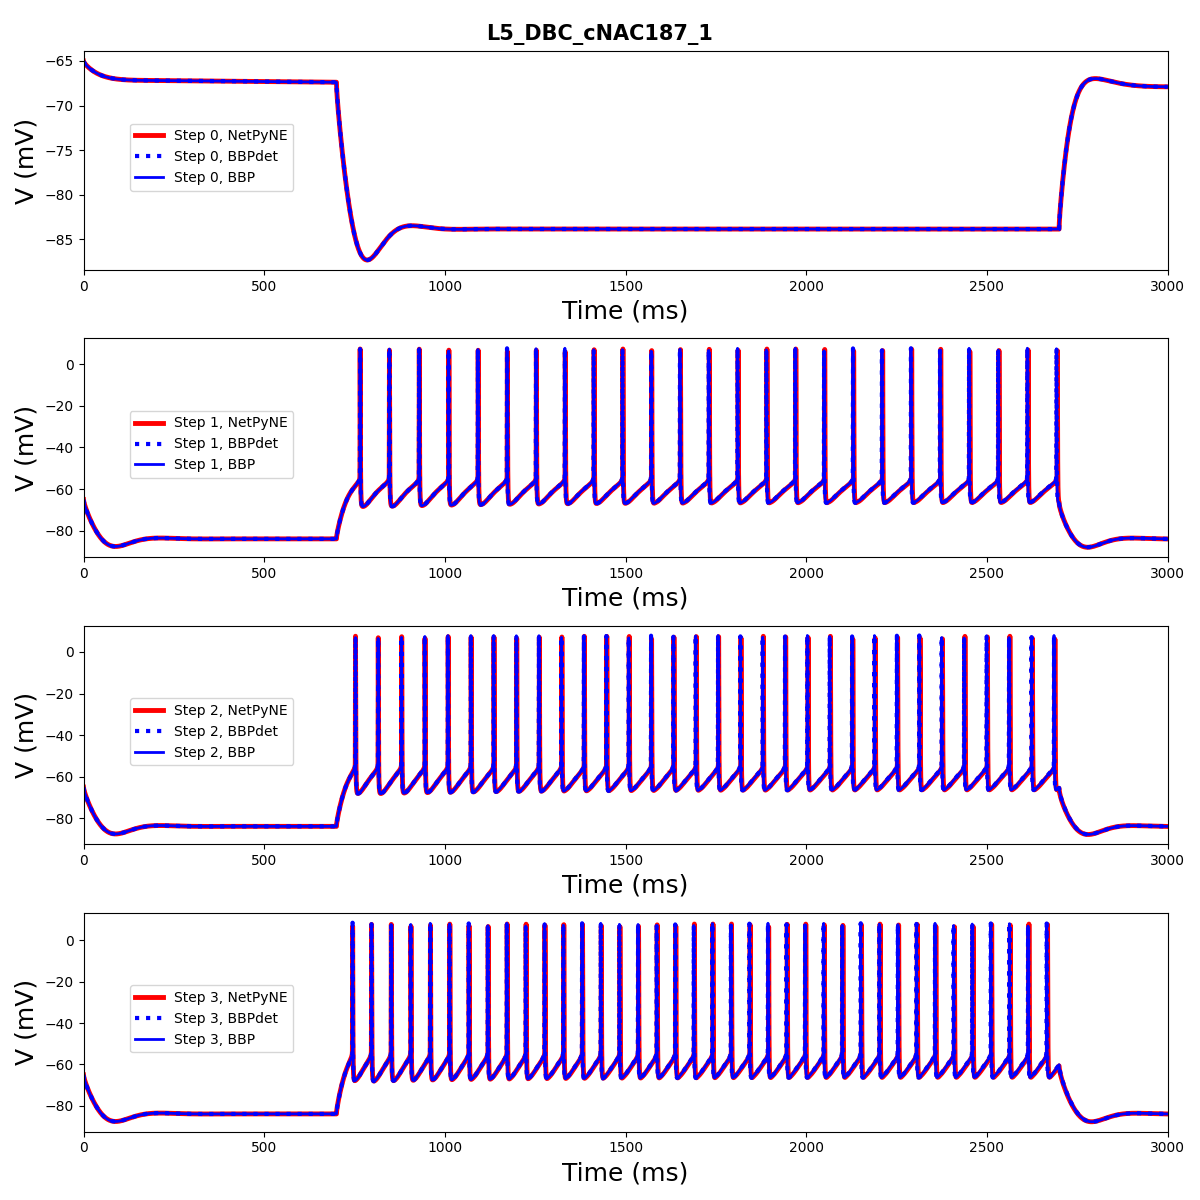 L5_DBC_cNAC187_1
−65
−70
−75
−80
−85
V (mV)
Step 0, NetPyNE
Step 0, BBPdet
Step 0, BBP
0 500 1000 1500 2000 2500 3000
Time (ms)
0
−20
−40
−60
−80
V (mV)
Step 1, NetPyNE
Step 1, BBPdet
Step 1, BBP
0 500 1000 1500 2000 2500 3000
Time (ms)
0
−20
−40
−60
−80
V (mV)
Step 2, NetPyNE
Step 2, BBPdet
Step 2, BBP
0 500 1000 1500 2000 2500 3000
Time (ms)
0
−20
−40
−60
−80
V (mV)
Step 3, NetPyNE
Step 3, BBPdet
Step 3, BBP
0 500 1000 1500 2000 2500 3000
Time (ms)